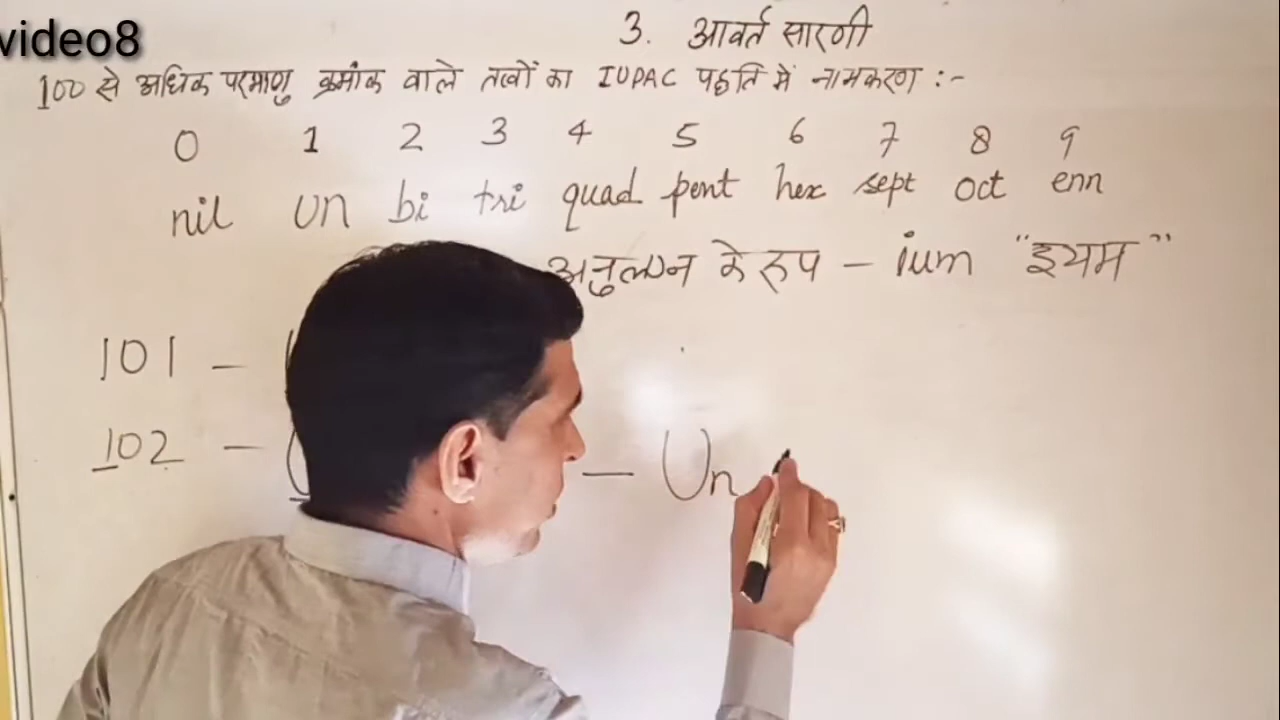 video8
3. आवर्त सारणी
100 से अधिक परमाणु क्रमांक वाले तत्वों का IUPAC पद्धति में नामकरण :-
0 1 2 3 4 5 6 7 8 9
nil un bi tri quad pent hex sept oct enn
अनुलग्न के रूप – ium "इयम"
101 –
102 – – Un